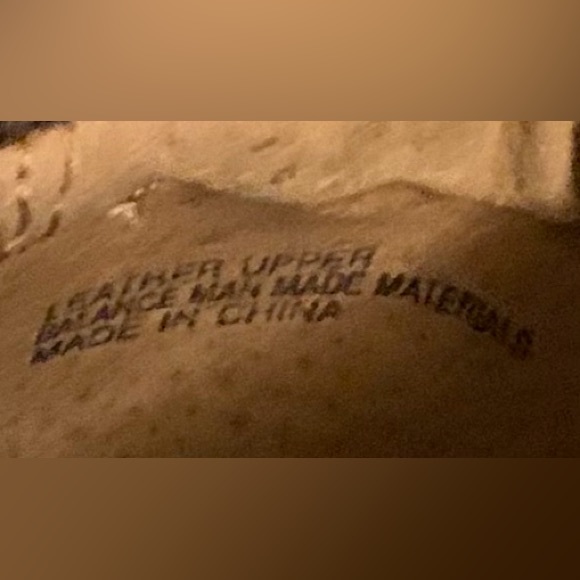 LEATHER UPPER
BALANCE MAN MADE MATERIALS
MADE IN CHINA